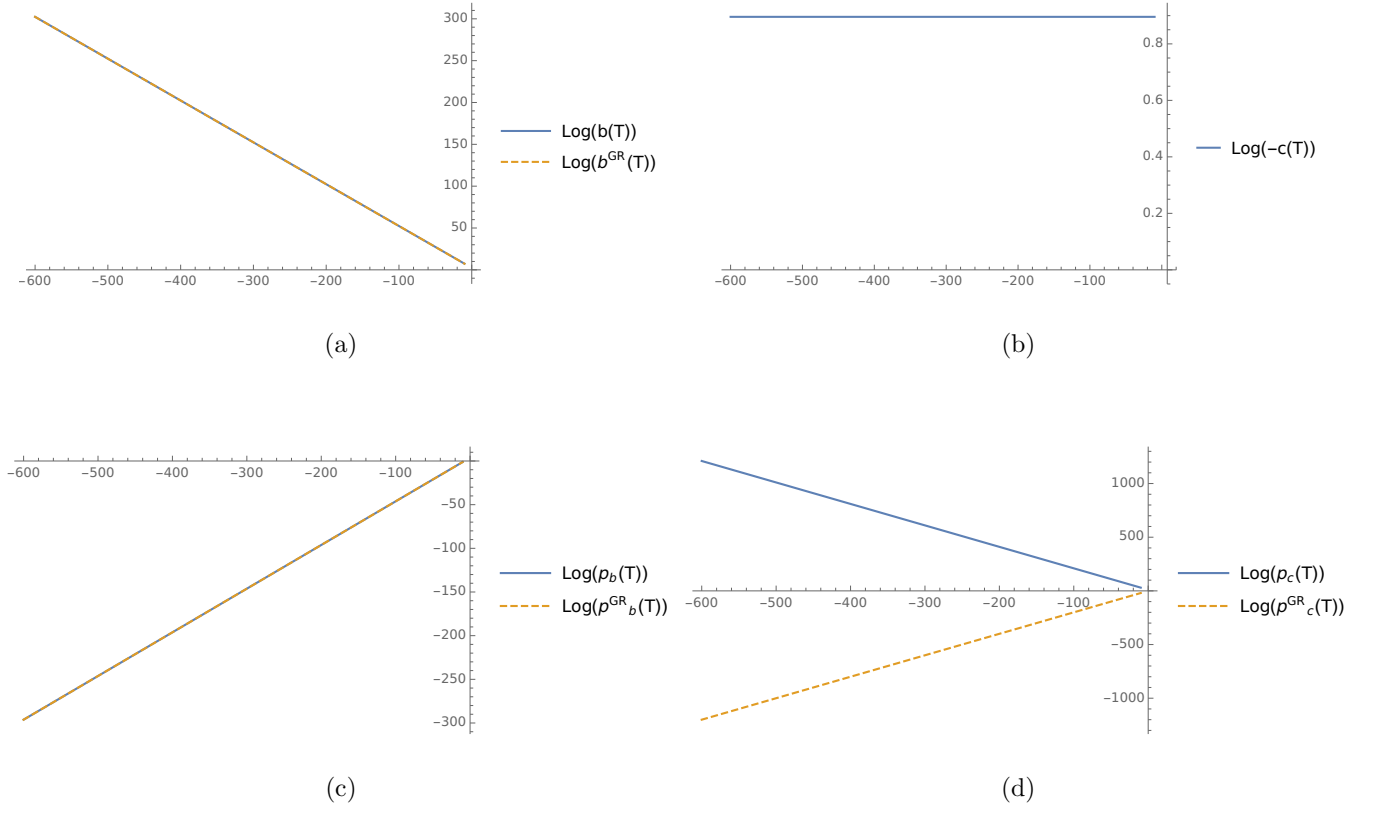 300
250
200
150
100
50
−600 −500 −400 −300 −200 −100
Log(b(T))
Log(b^GR(T))
(a)
0.8
0.6
0.4
0.2
−600 −500 −400 −300 −200 −100
Log(−c(T))
(b)
−600 −500 −400 −300 −200 −100
−50
−100
−150
−200
−250
−300
Log(p_b(T))
Log(p^GR_b(T))
(c)
1000
500
−600 −500 −400 −300 −200 −100
−500
−1000
Log(p_c(T))
Log(p^GR_c(T))
(d)